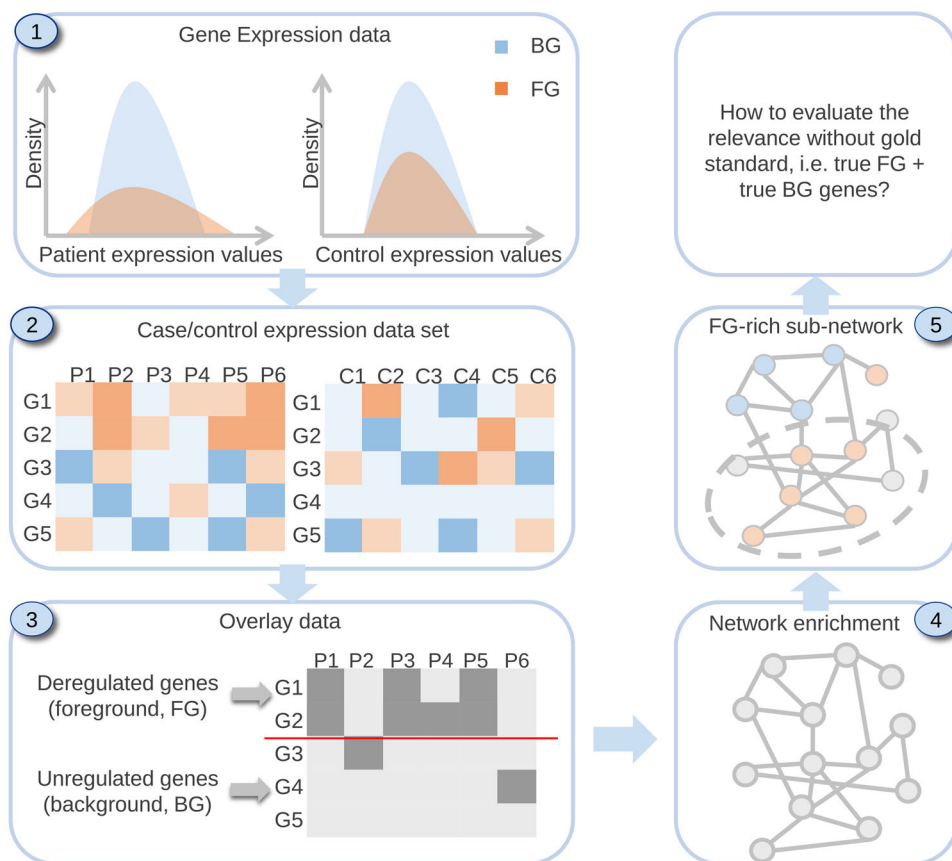 1
Gene Expression data
BG
FG
Density
Patient expression values
Density
Control expression values
2
Case/control expression data set
P1 P2 P3 P4 P5 P6
G1
G2
G3
G4
G5
C1 C2 C3 C4 C5 C6
G1
G2
G3
G4
G5
3
Overlay data
Deregulated genes
(foreground, FG)
Unregulated genes
(background, BG)
P1 P2 P3 P4 P5 P6
G1
G2
G3
G4
G5
Network enrichment
4
FG-rich sub-network
5
How to evaluate the
relevance without gold
standard, i.e. true FG +
true BG genes?